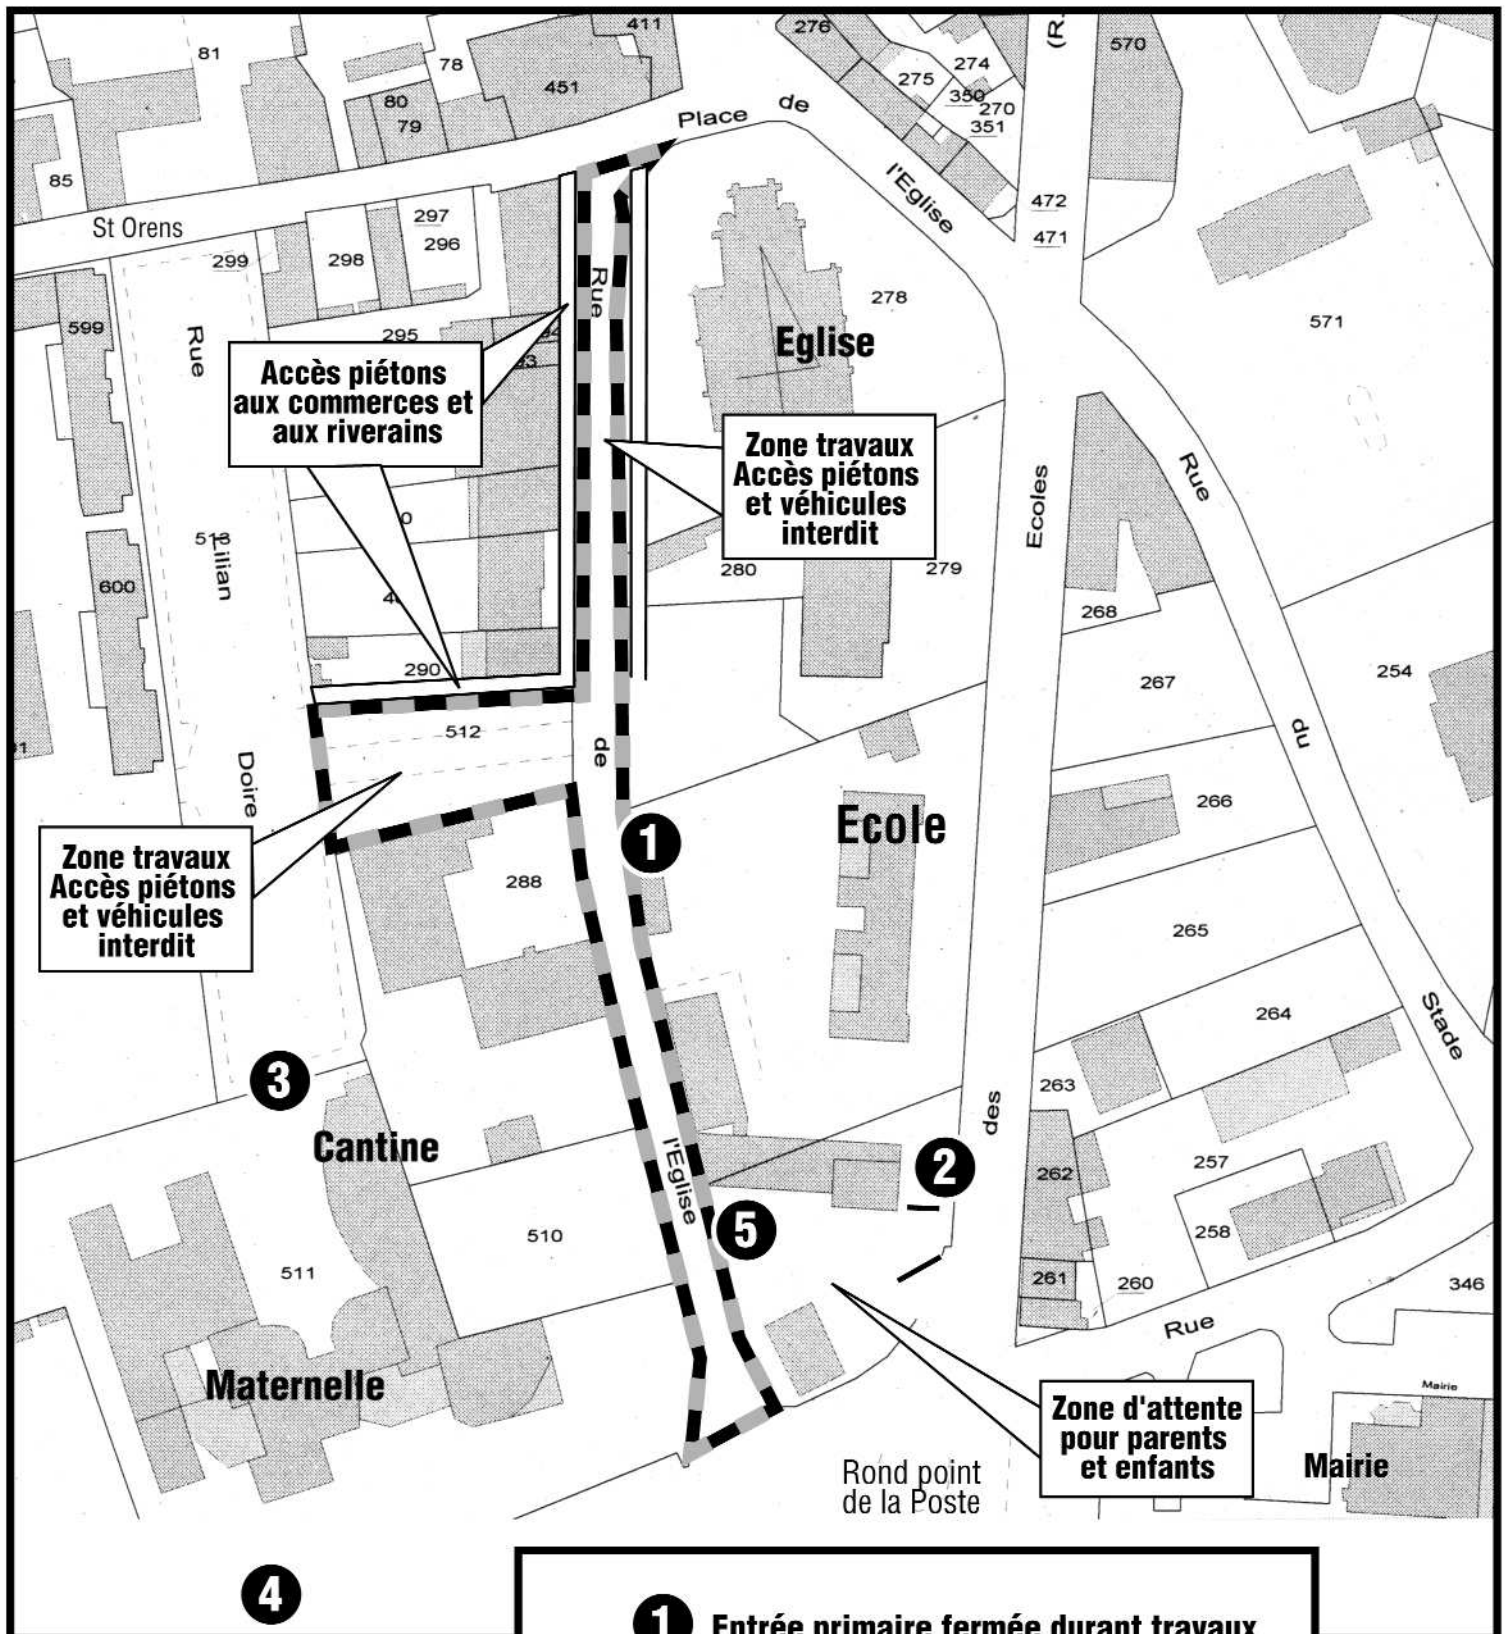 411
81
276
(R.
570
78
274
451
275
80
350
270
79
351
Place de l'Eglise
85
472
297
St Orens
471
296
299
298
Rue
278
571
599
Rue
295
Eglise
Accès piétons
aux commerces et
aux riverains
Zone travaux
Accès piétons
et véhicules
interdit
Rue
Ecoles
513
Lilian
600
280
279
268
290
267
254
512
de
du
Doire
266
Ecole
1
Zone travaux
Accès piétons
et véhicules
interdit
288
265
264
Stade
3
263
des
Cantine
2
257
262
l'Eglise
5
510
258
511
261
260
346
Rue
Maternelle
Mairie
Zone d'attente
pour parents
et enfants
Mairie
Rond point
de la Poste
4
1 Entrée primaire fermée durant travaux